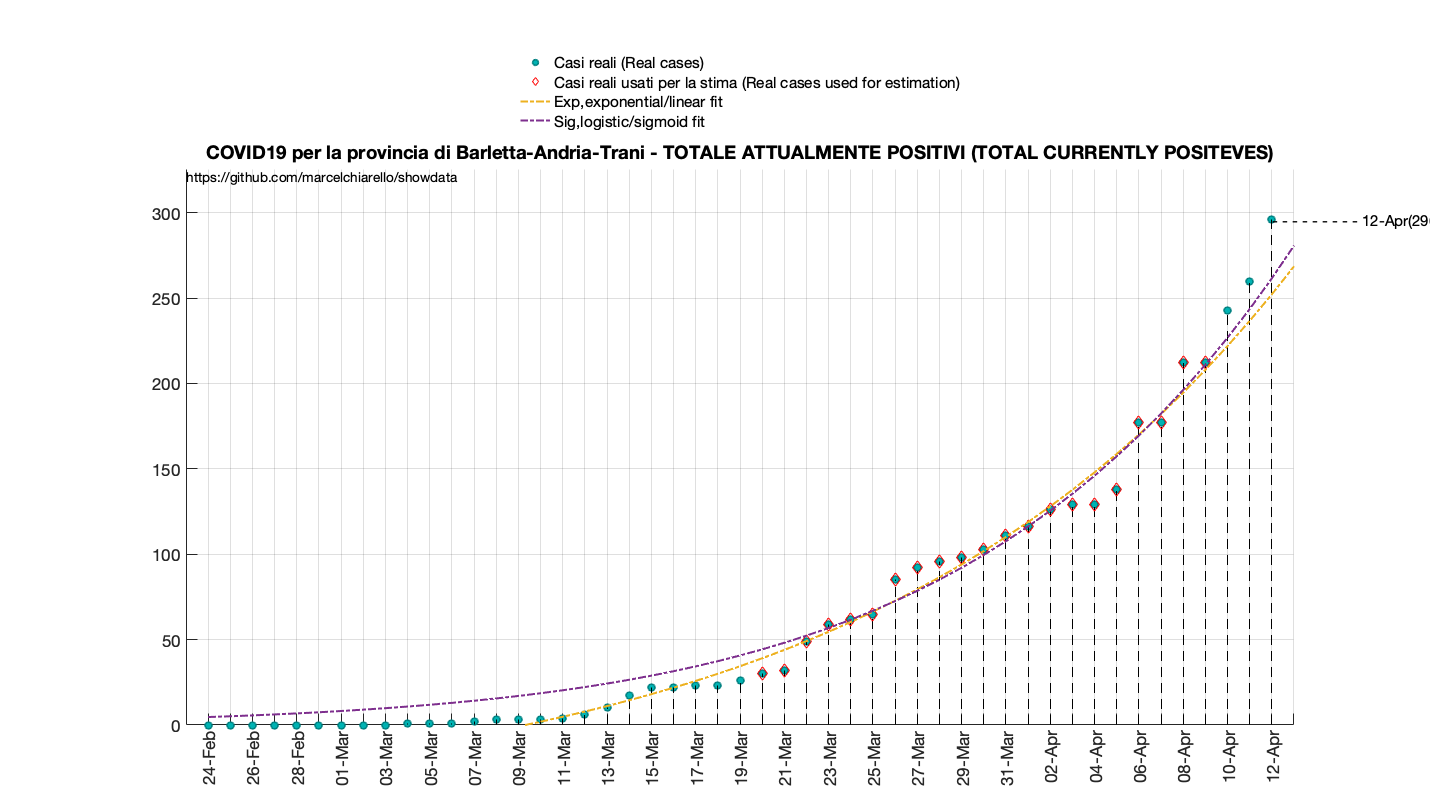 Casi reali (Real cases)
Casi reali usati per la stima (Real cases used for estimation)
Exp,exponential/linear fit
Sig,logistic/sigmoid fit
COVID19 per la provincia di Barletta-Andria-Trani - TOTALE ATTUALMENTE POSITIVI (TOTAL CURRENTLY POSITEVES)
https://github.com/marcelchiarello/showdata
300
250
200
150
100
50
0
12-Apr(29
24-Feb
26-Feb
28-Feb
01-Mar
03-Mar
05-Mar
07-Mar
09-Mar
11-Mar
13-Mar
15-Mar
17-Mar
19-Mar
21-Mar
23-Mar
25-Mar
27-Mar
29-Mar
31-Mar
02-Apr
04-Apr
06-Apr
08-Apr
10-Apr
12-Apr